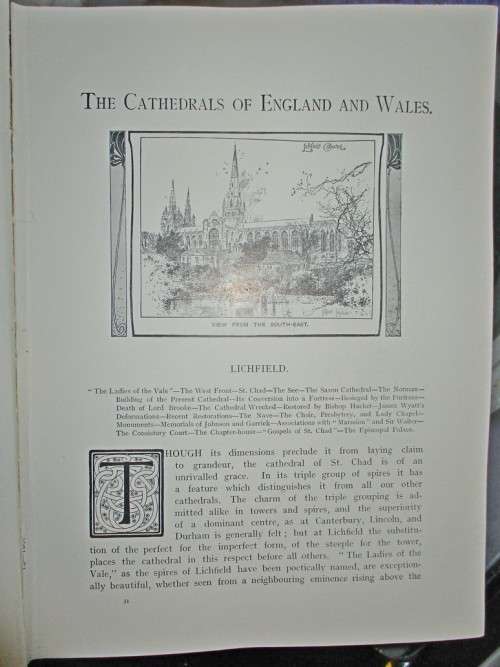 THE CATHEDRALS OF ENGLAND AND WALES.
Lichfield Cathedral
VIEW FROM THE SOUTH-EAST.
LICHFIELD.
"The Ladies of the Vale"—The West Front—St. Chad—The See—The Saxon Cathedral—The Norman—
Building of the Present Cathedral—Its Conversion into a Fortress—Besieged by the Fortress—
Death of Lord Brooke—The Cathedral Wrecked—Restored by Bishop Hacket—James Wyatt's
Deformations—Recent Restorations—The Nave—The Choir, Presbytery, and Lady Chapel—
Monuments—Memorials of Johnson and Garrick—Associations with "Marmion" and Sir Walter—
The Consistory Court—The Chapter-house—"Gospels of St. Chad"—The Episcopal Palace.
THOUGH its dimensions preclude it from laying claim
to grandeur, the cathedral of St. Chad is of an
unrivalled grace. In its triple group of spires it has
a feature which distinguishes it from all our other
cathedrals. The charm of the triple grouping is ad-
mitted alike in towers and spires, and the superiority
of a dominant centre, as at Canterbury, Lincoln, and
Durham is generally felt; but at Lichfield the substitu-
tion of the perfect for the imperfect form, of the steeple for the tower,
places the cathedral in this respect before all others. "The Ladies of the
Vale," as the spires of Lichfield have been poetically named, are exception-
ally beautiful, whether seen from a neighbouring eminence rising above the
31